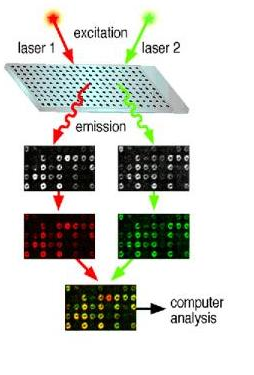 excitation
laser 1
laser 2
emission
computer
analysis